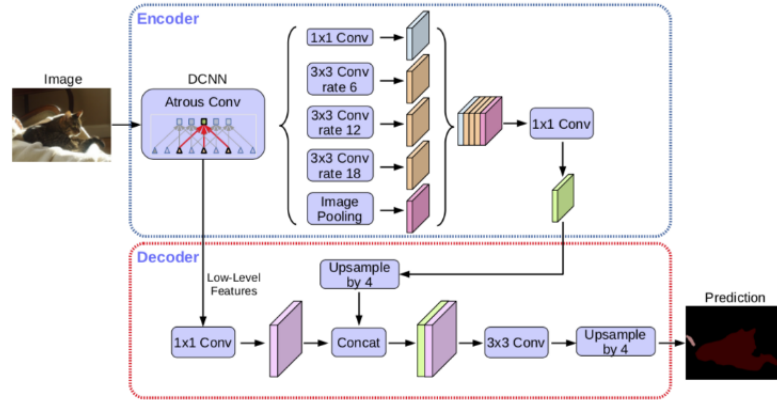 Encoder
Image
DCNN
Atrous Conv
1x1 Conv
3x3 Conv
rate 6
3x3 Conv
rate 12
3x3 Conv
rate 18
Image
Pooling
1x1 Conv
Decoder
Low-Level
Features
Upsample
by 4
1x1 Conv
Concat
3x3 Conv
Upsample
by 4
Prediction